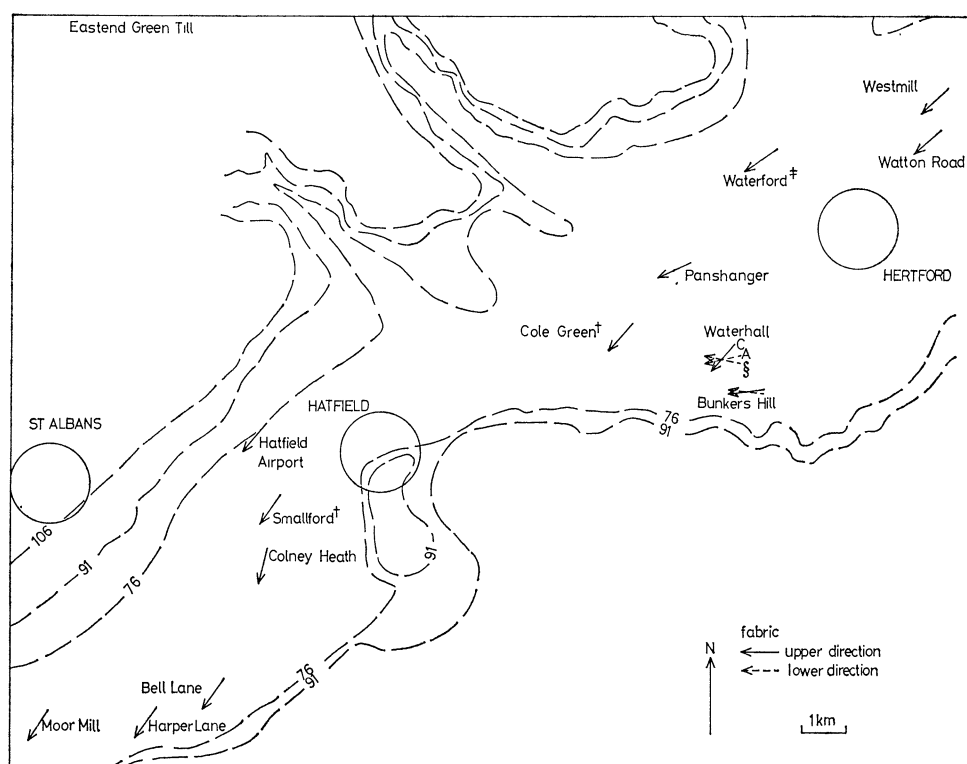 Eastend Green Till
Westmill
Watton Road
Waterford‡
HERTFORD
Panshanger
Cole Green†
Waterhall
C
A
§
Bunkers Hill
76
91
HATFIELD
ST ALBANS
Hatfield
Airport
Smallford†
Colney Heath
106
91
76
91
fabric
N
upper direction
lower direction
76
91
Bell Lane
Moor Mill
Harper Lane
1km